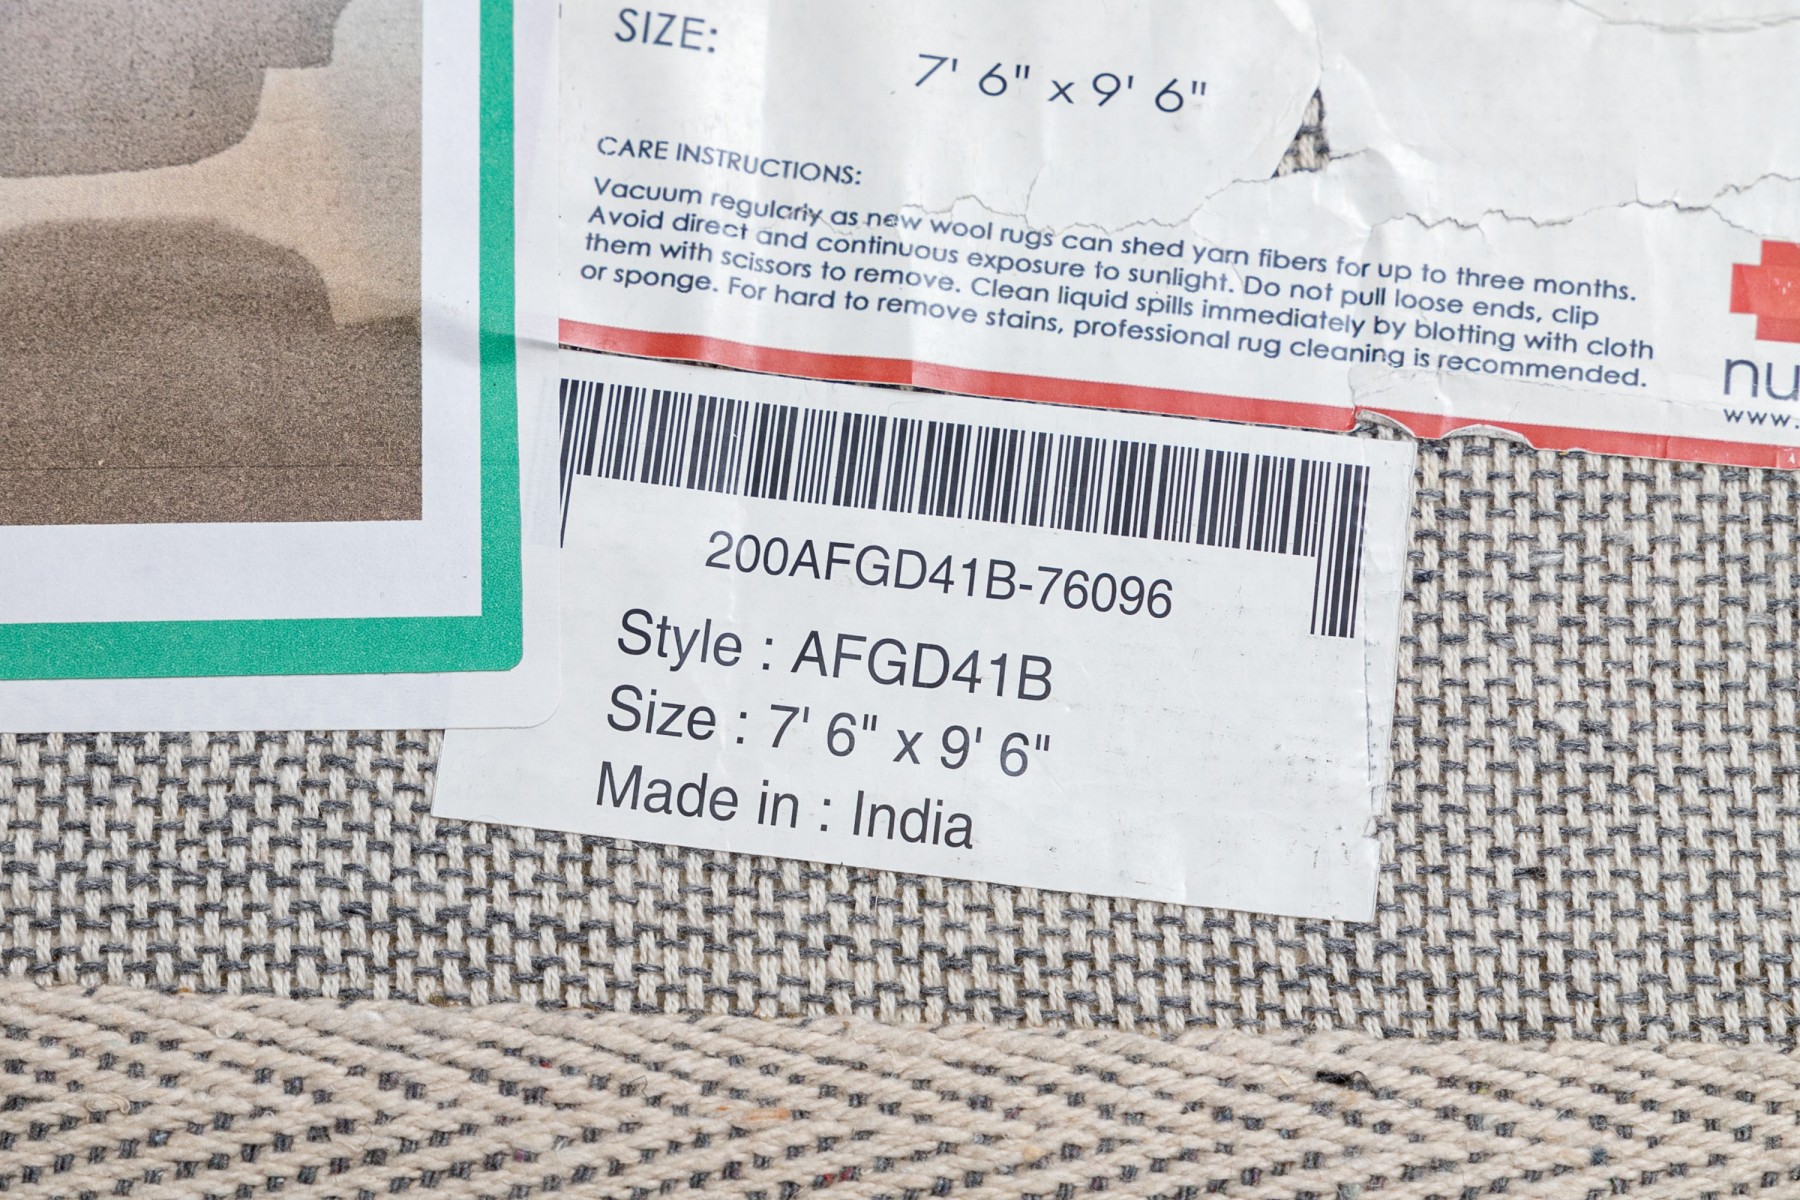 SIZE:
7' 6" x 9' 6"
CARE INSTRUCTIONS:
Vacuum regularly as new wool rugs can shed yarn fibers for up to three months.
Avoid direct and continuous exposure to sunlight. Do not pull loose ends, clip
them with scissors to remove. Clean liquid spills immediately by blotting with cloth
or sponge. For hard to remove stains, professional rug cleaning is recommended.
nu
www.
200AFGD41B-76096
Style : AFGD41B
Size : 7' 6" x 9' 6"
Made in : India